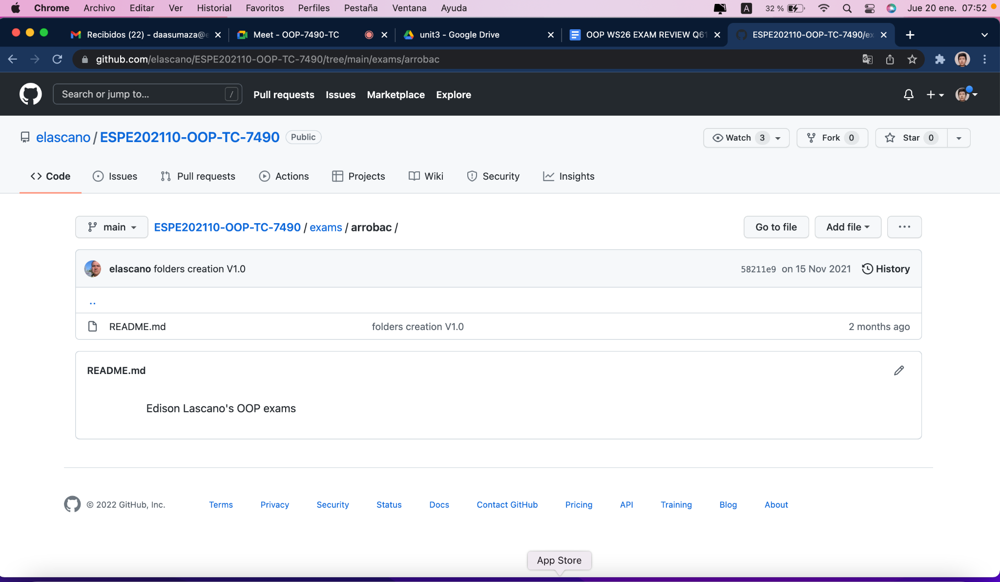 Chrome Archivo Editar Ver Historial Favoritos Perfiles Pestaña Ventana Ayuda A 32 % Jue 20 ene. 07:52
Recibidos (22) - daasumaza@e Meet - OOP-7490-TC unit3 - Google Drive OOP WS26 EXAM REVIEW Q61 ESPE202110-OOP-TC-7490/ex
github.com/elascano/ESPE202110-OOP-TC-7490/tree/main/exams/arrobac
Search or jump to... / Pull requests Issues Marketplace Explore
elascano / ESPE202110-OOP-TC-7490 Public Watch 3 Fork 0 Star 0
Code Issues Pull requests Actions Projects Wiki Security Insights
main ESPE202110-OOP-TC-7490 / exams / arrobac / Go to file Add file ...
elascano folders creation V1.0 58211e9 on 15 Nov 2021 History
..
README.md folders creation V1.0 2 months ago
README.md
Edison Lascano's OOP exams
© 2022 GitHub, Inc. Terms Privacy Security Status Docs Contact GitHub Pricing API Training Blog About
App Store